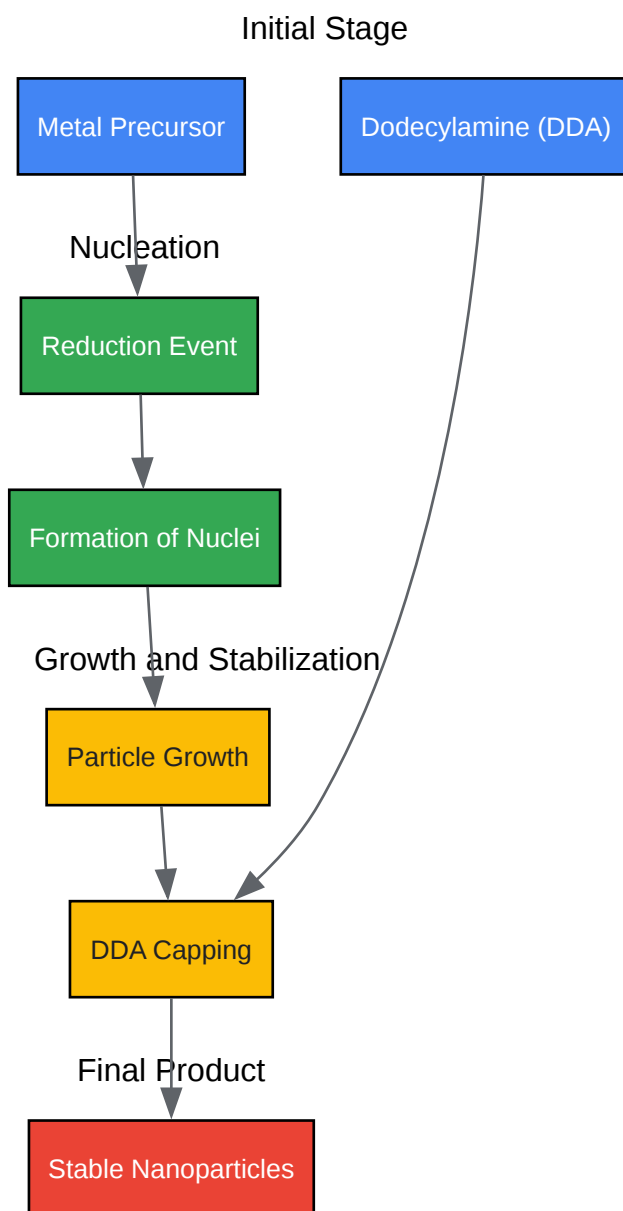 Initial Stage
Metal Precursor
Dodecylamine (DDA)
Nucleation
Reduction Event
Formation of Nuclei
Growth and Stabilization
Particle Growth
DDA Capping
Final Product
Stable Nanoparticles